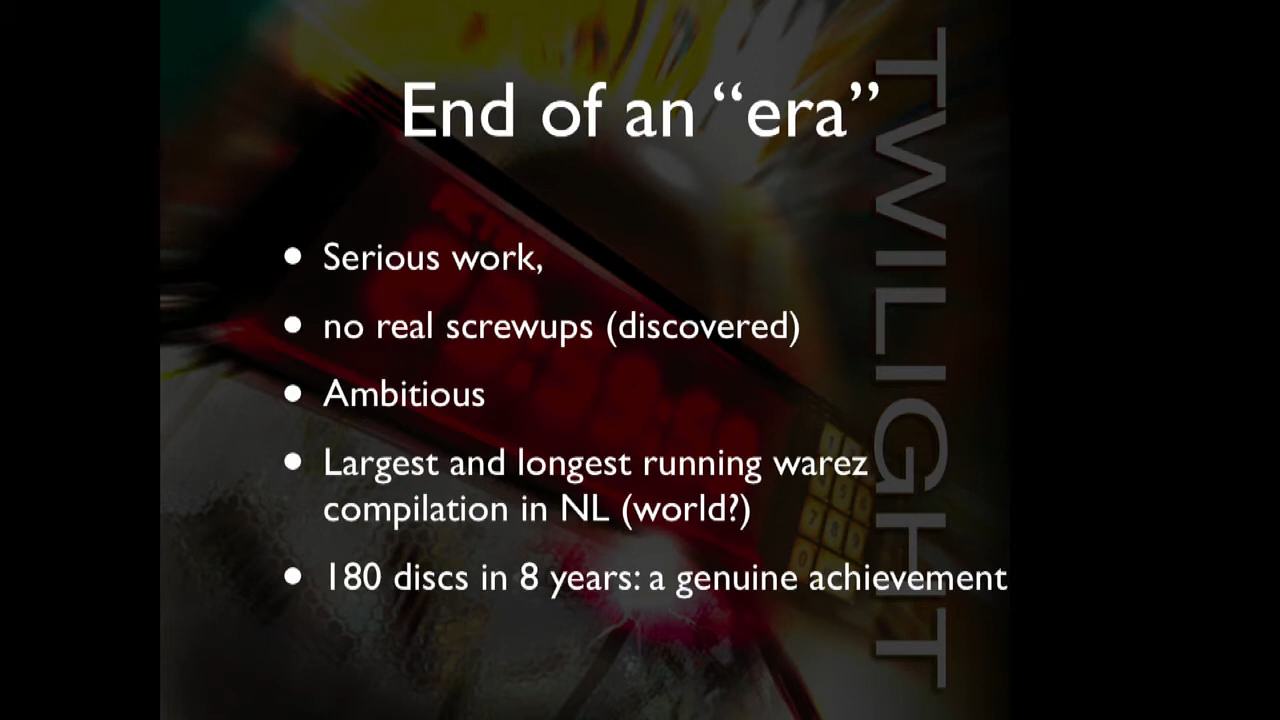 End of an “era”
• Serious work,
• no real screwups (discovered)
• Ambitious
• Largest and longest running warez
compilation in NL (world?)
• 180 discs in 8 years: a genuine achievement
TWILIGHT